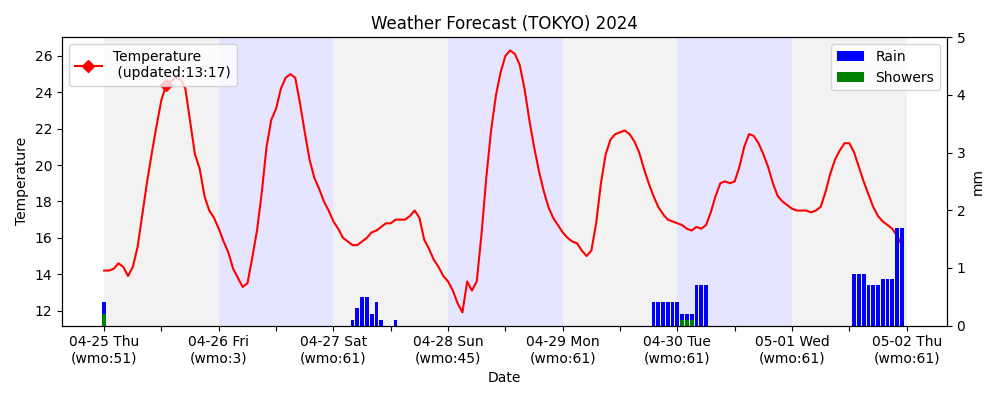 Weather Forecast (TOKYO) 2024
Temperature
(updated:13:17)
Rain
Showers
26
24
22
20
18
16
14
12
Temperature
5
4
3
2
1
0
mm
04-25 Thu
(wmo:51)
04-26 Fri
(wmo:3)
04-27 Sat
(wmo:61)
04-28 Sun
(wmo:45)
04-29 Mon
(wmo:61)
04-30 Tue
(wmo:61)
05-01 Wed
(wmo:61)
05-02 Thu
(wmo:61)
Date